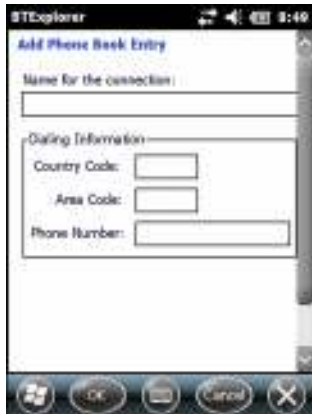 BTExplorer 8:49
Add Phone Book Entry
Name for the connection:
Dialing Information
Country Code:
Area Code:
Phone Number:
OK Cancel